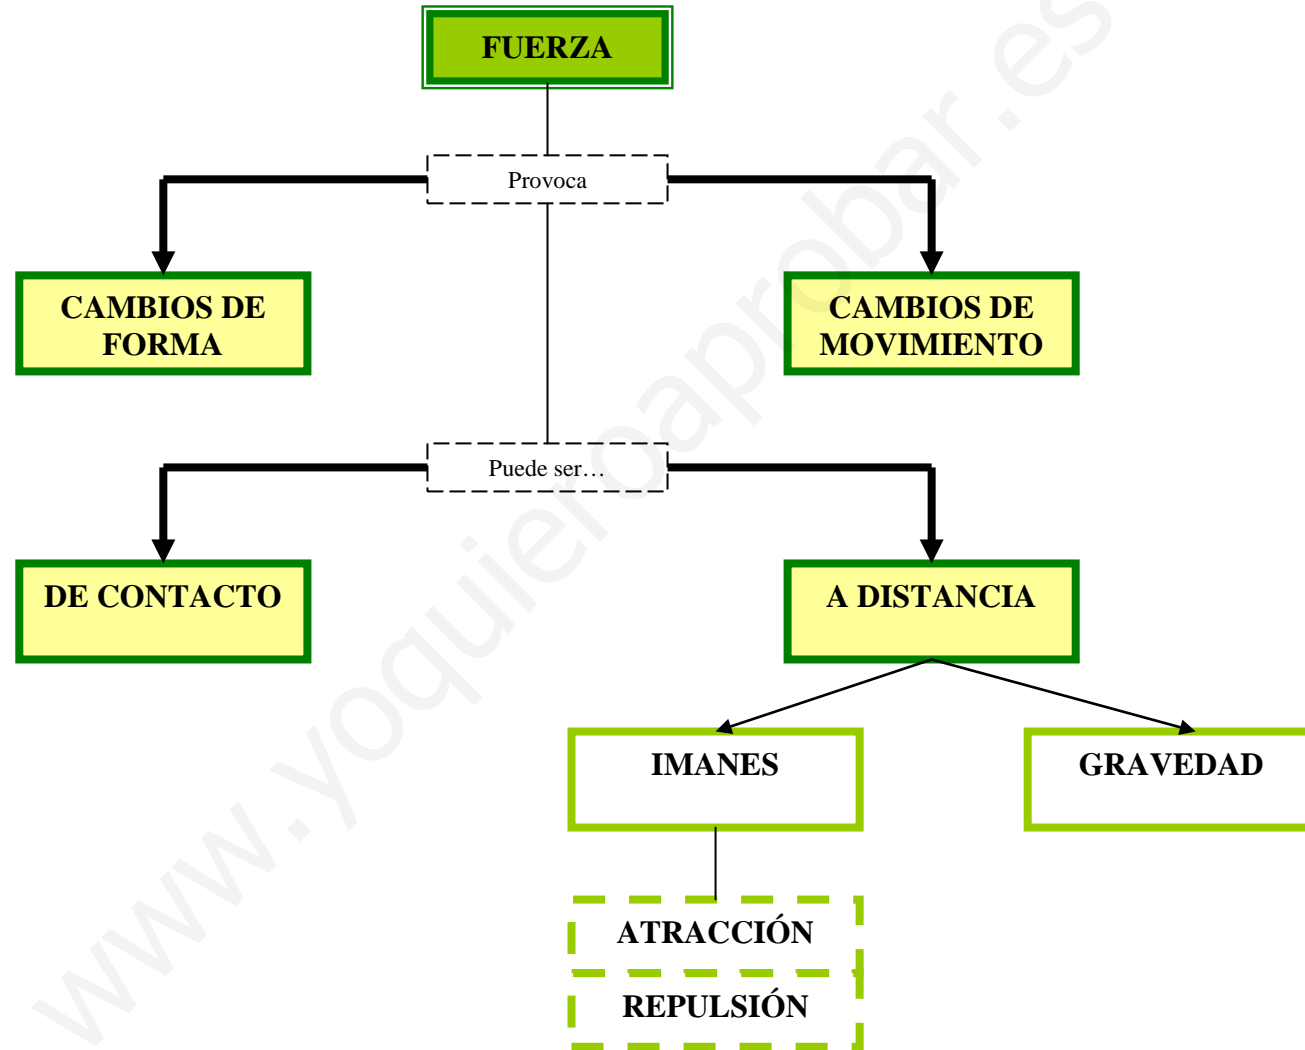 FUERZA
Provoca
CAMBIOS DE
FORMA
CAMBIOS DE
MOVIMIENTO
Puede ser…
DE CONTACTO
A DISTANCIA
IMANES
GRAVEDAD
ATRACCIÓN
REPULSIÓN
www.yoquieroaprobar.es